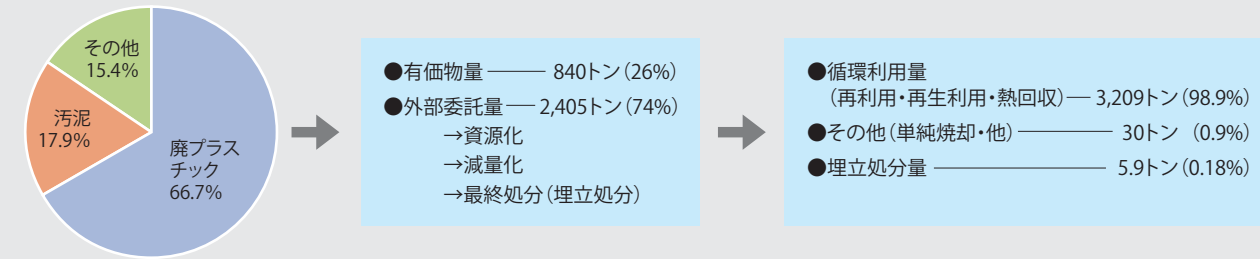 その他
15.4%
汚泥
17.9%
廃プラス
チック
66.7%
●有価物量 ――― 840トン（26%）
●外部委託量 ― 2,405トン（74%）
→資源化
→減量化
→最終処分（埋立処分）
●循環利用量
（再利用・再生利用・熱回収）― 3,209トン（98.9%）
●その他（単純焼却・他）――――― 30トン （0.9%）
●埋立処分量 ――――――――― 5.9トン（0.18%）